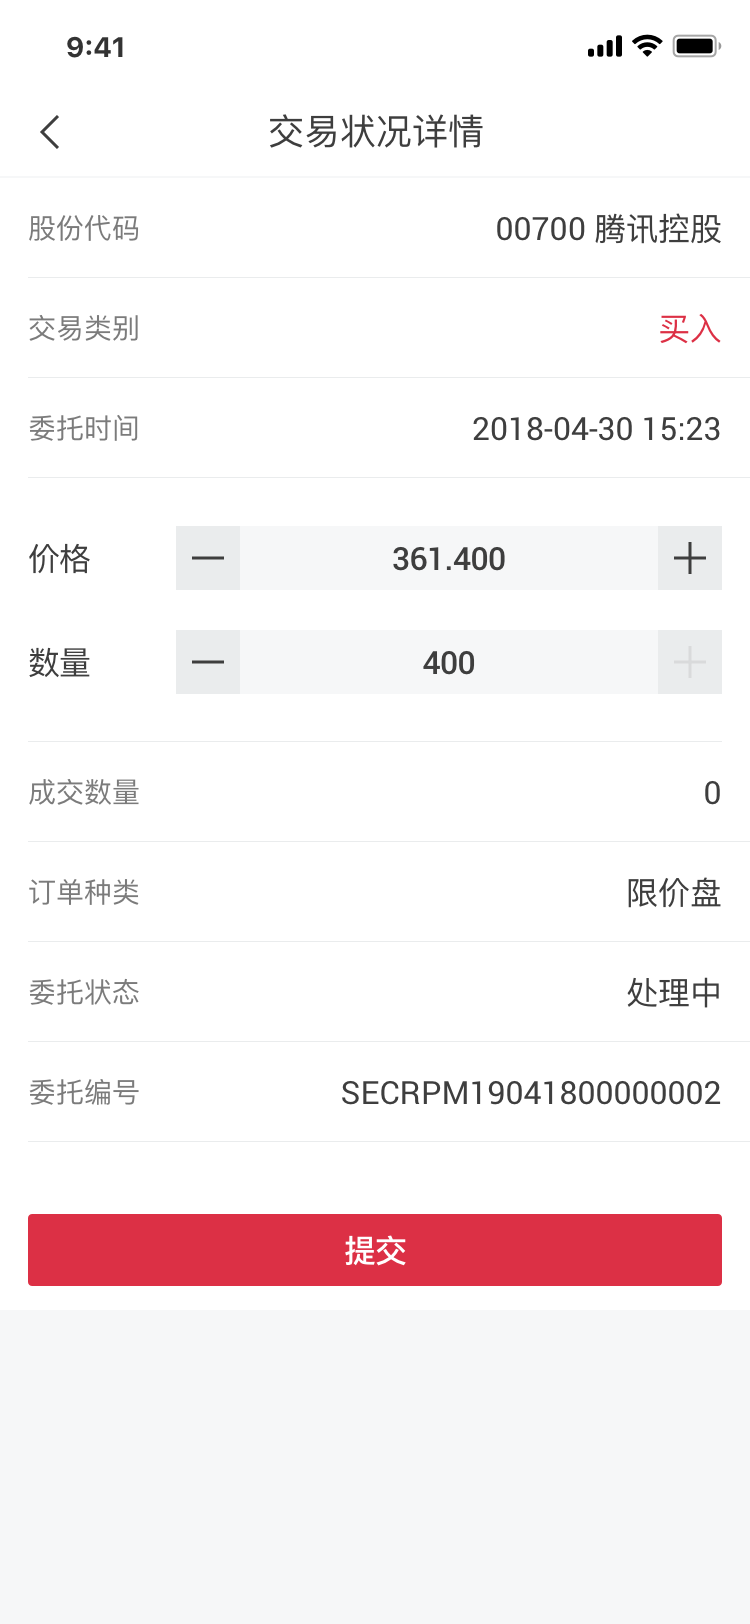 9:41
交易状况详情
股份代码 00700 腾讯控股
交易类别 买入
委托时间 2018-04-30 15:23
价格 361.400
数量 400
成交数量 0
订单种类 限价盘
委托状态 处理中
委托编号 SECRPM19041800000002
提交